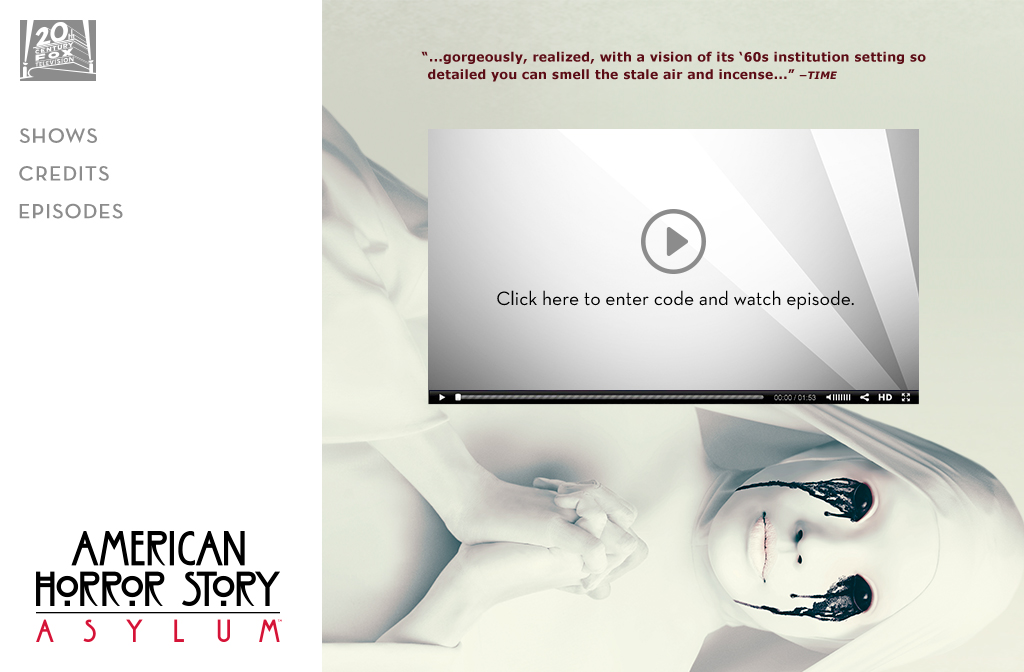 20th
CENTURY
FOX
TELEVISION
SHOWS
CREDITS
EPISODES
“...gorgeously, realized, with a vision of its ‘60s institution setting so
detailed you can smell the stale air and incense...” –TIME
Click here to enter code and watch episode.
00:00 / 01:53
HD
AMERICAN
HORROR STORY
ASYLUM™